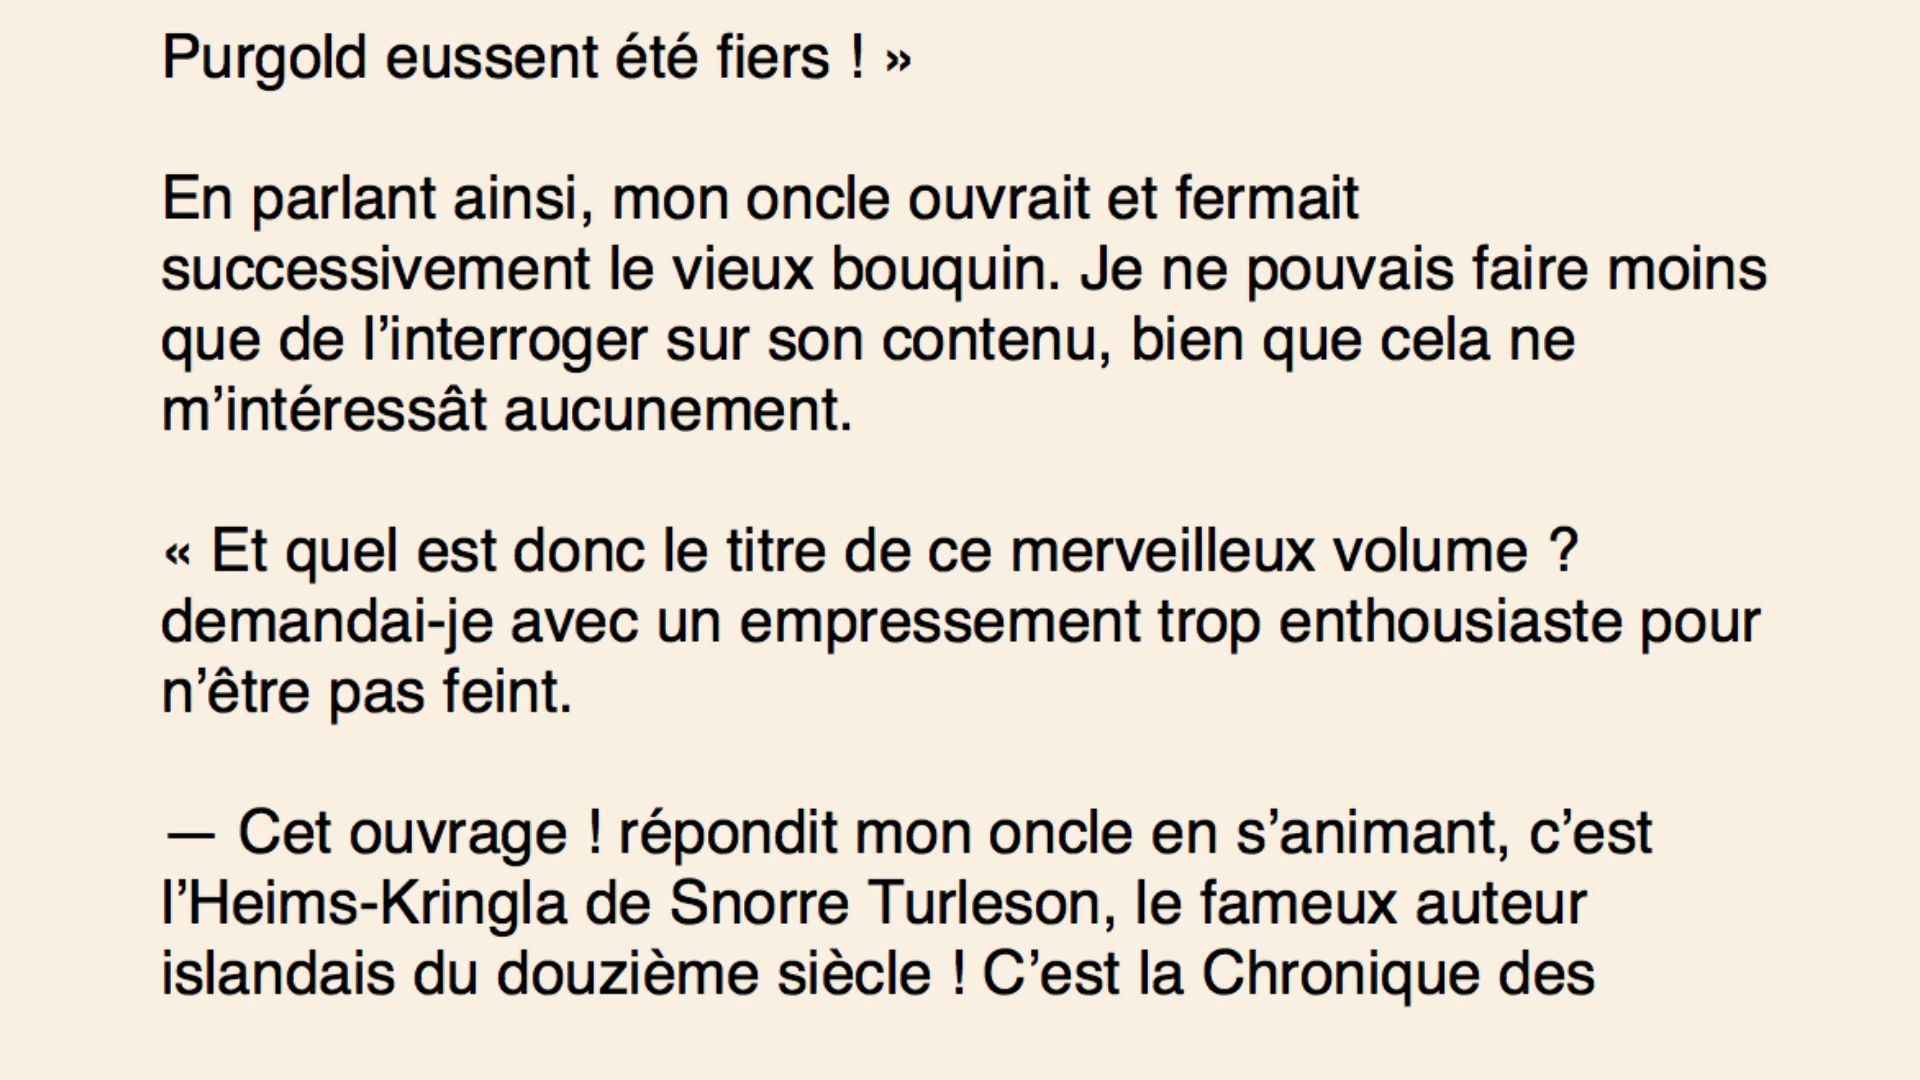 Purgold eussent été fiers ! »
En parlant ainsi, mon oncle ouvrait et fermait
successivement le vieux bouquin. Je ne pouvais faire moins
que de l’interroger sur son contenu, bien que cela ne
m’intéressât aucunement.
« Et quel est donc le titre de ce merveilleux volume ?
demandai-je avec un empressement trop enthousiaste pour
n’être pas feint.
— Cet ouvrage ! répondit mon oncle en s’animant, c’est
l’Heims-Kringla de Snorre Turleson, le fameux auteur
islandais du douzième siècle ! C’est la Chronique des